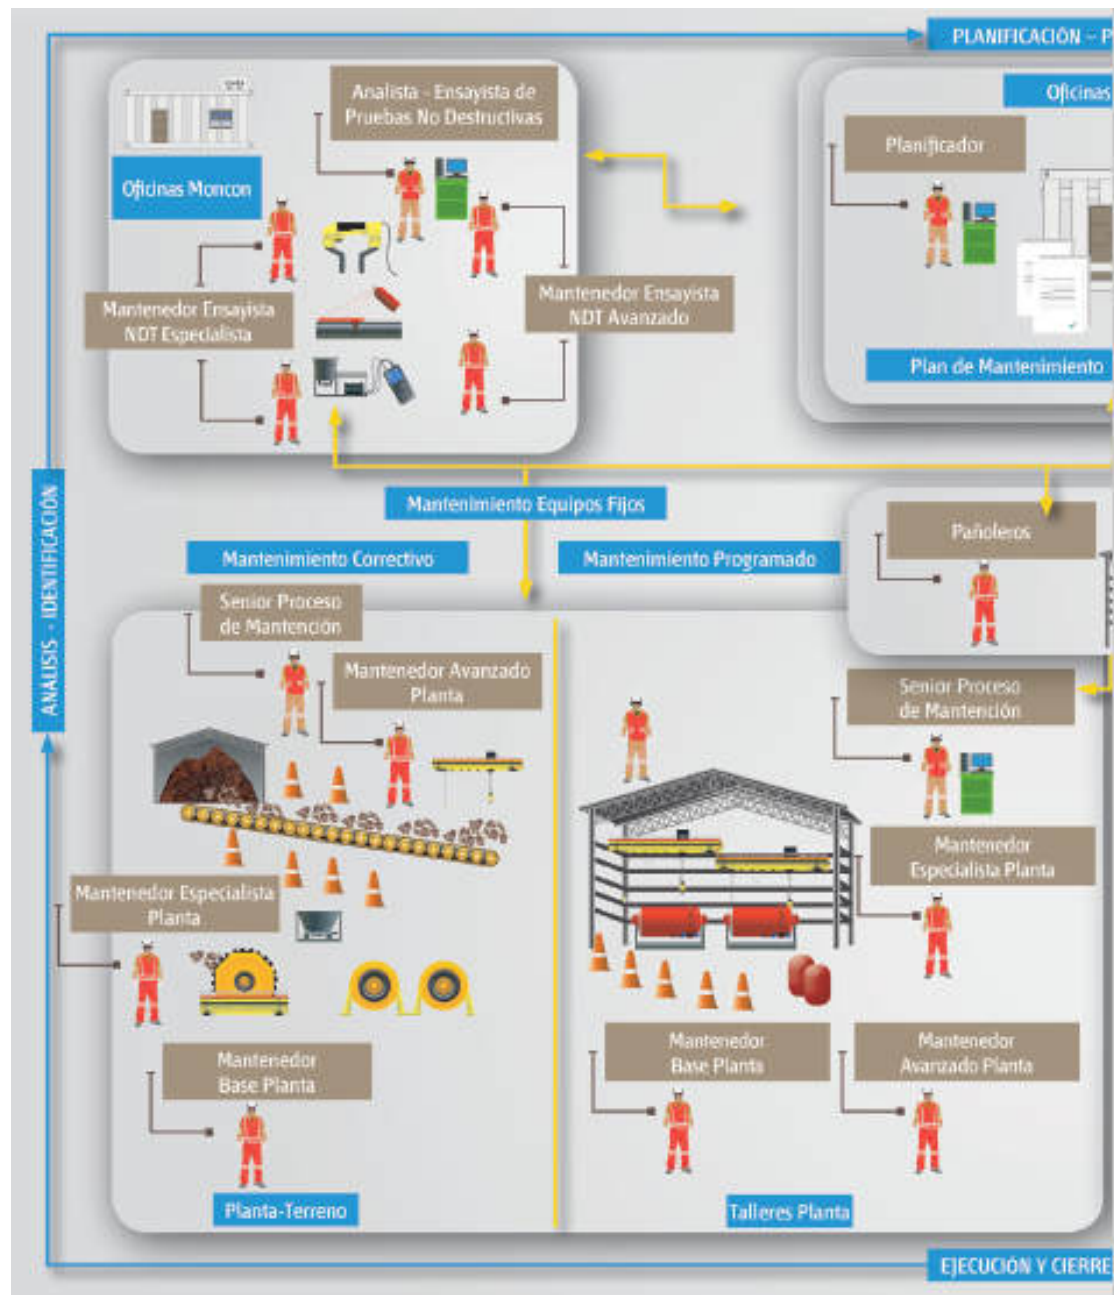 PLANIFICACIÓN – P
Analista - Ensayista de
Pruebas No Destructivas
Oficinas Moncon
Mantenedor Ensayista
NDT Especialista
Mantenedor Ensayista
NDT Avanzado
Oficinas
Planificador
Plan de Mantenimiento
Mantenimiento Equipos Fijos
Mantenimiento Correctivo
Mantenimiento Programado
Pañoleros
ANÁLISIS - IDENTIFICACIÓN
Senior Proceso
de Mantención
Mantenedor Avanzado
Planta
Mantenedor Especialista
Planta
Mantenedor
Base Planta
Planta-Terreno
Senior Proceso
de Mantención
Mantenedor
Especialista Planta
Mantenedor
Base Planta
Mantenedor
Avanzado Planta
Talleres Planta
EJECUCIÓN Y CIERRE